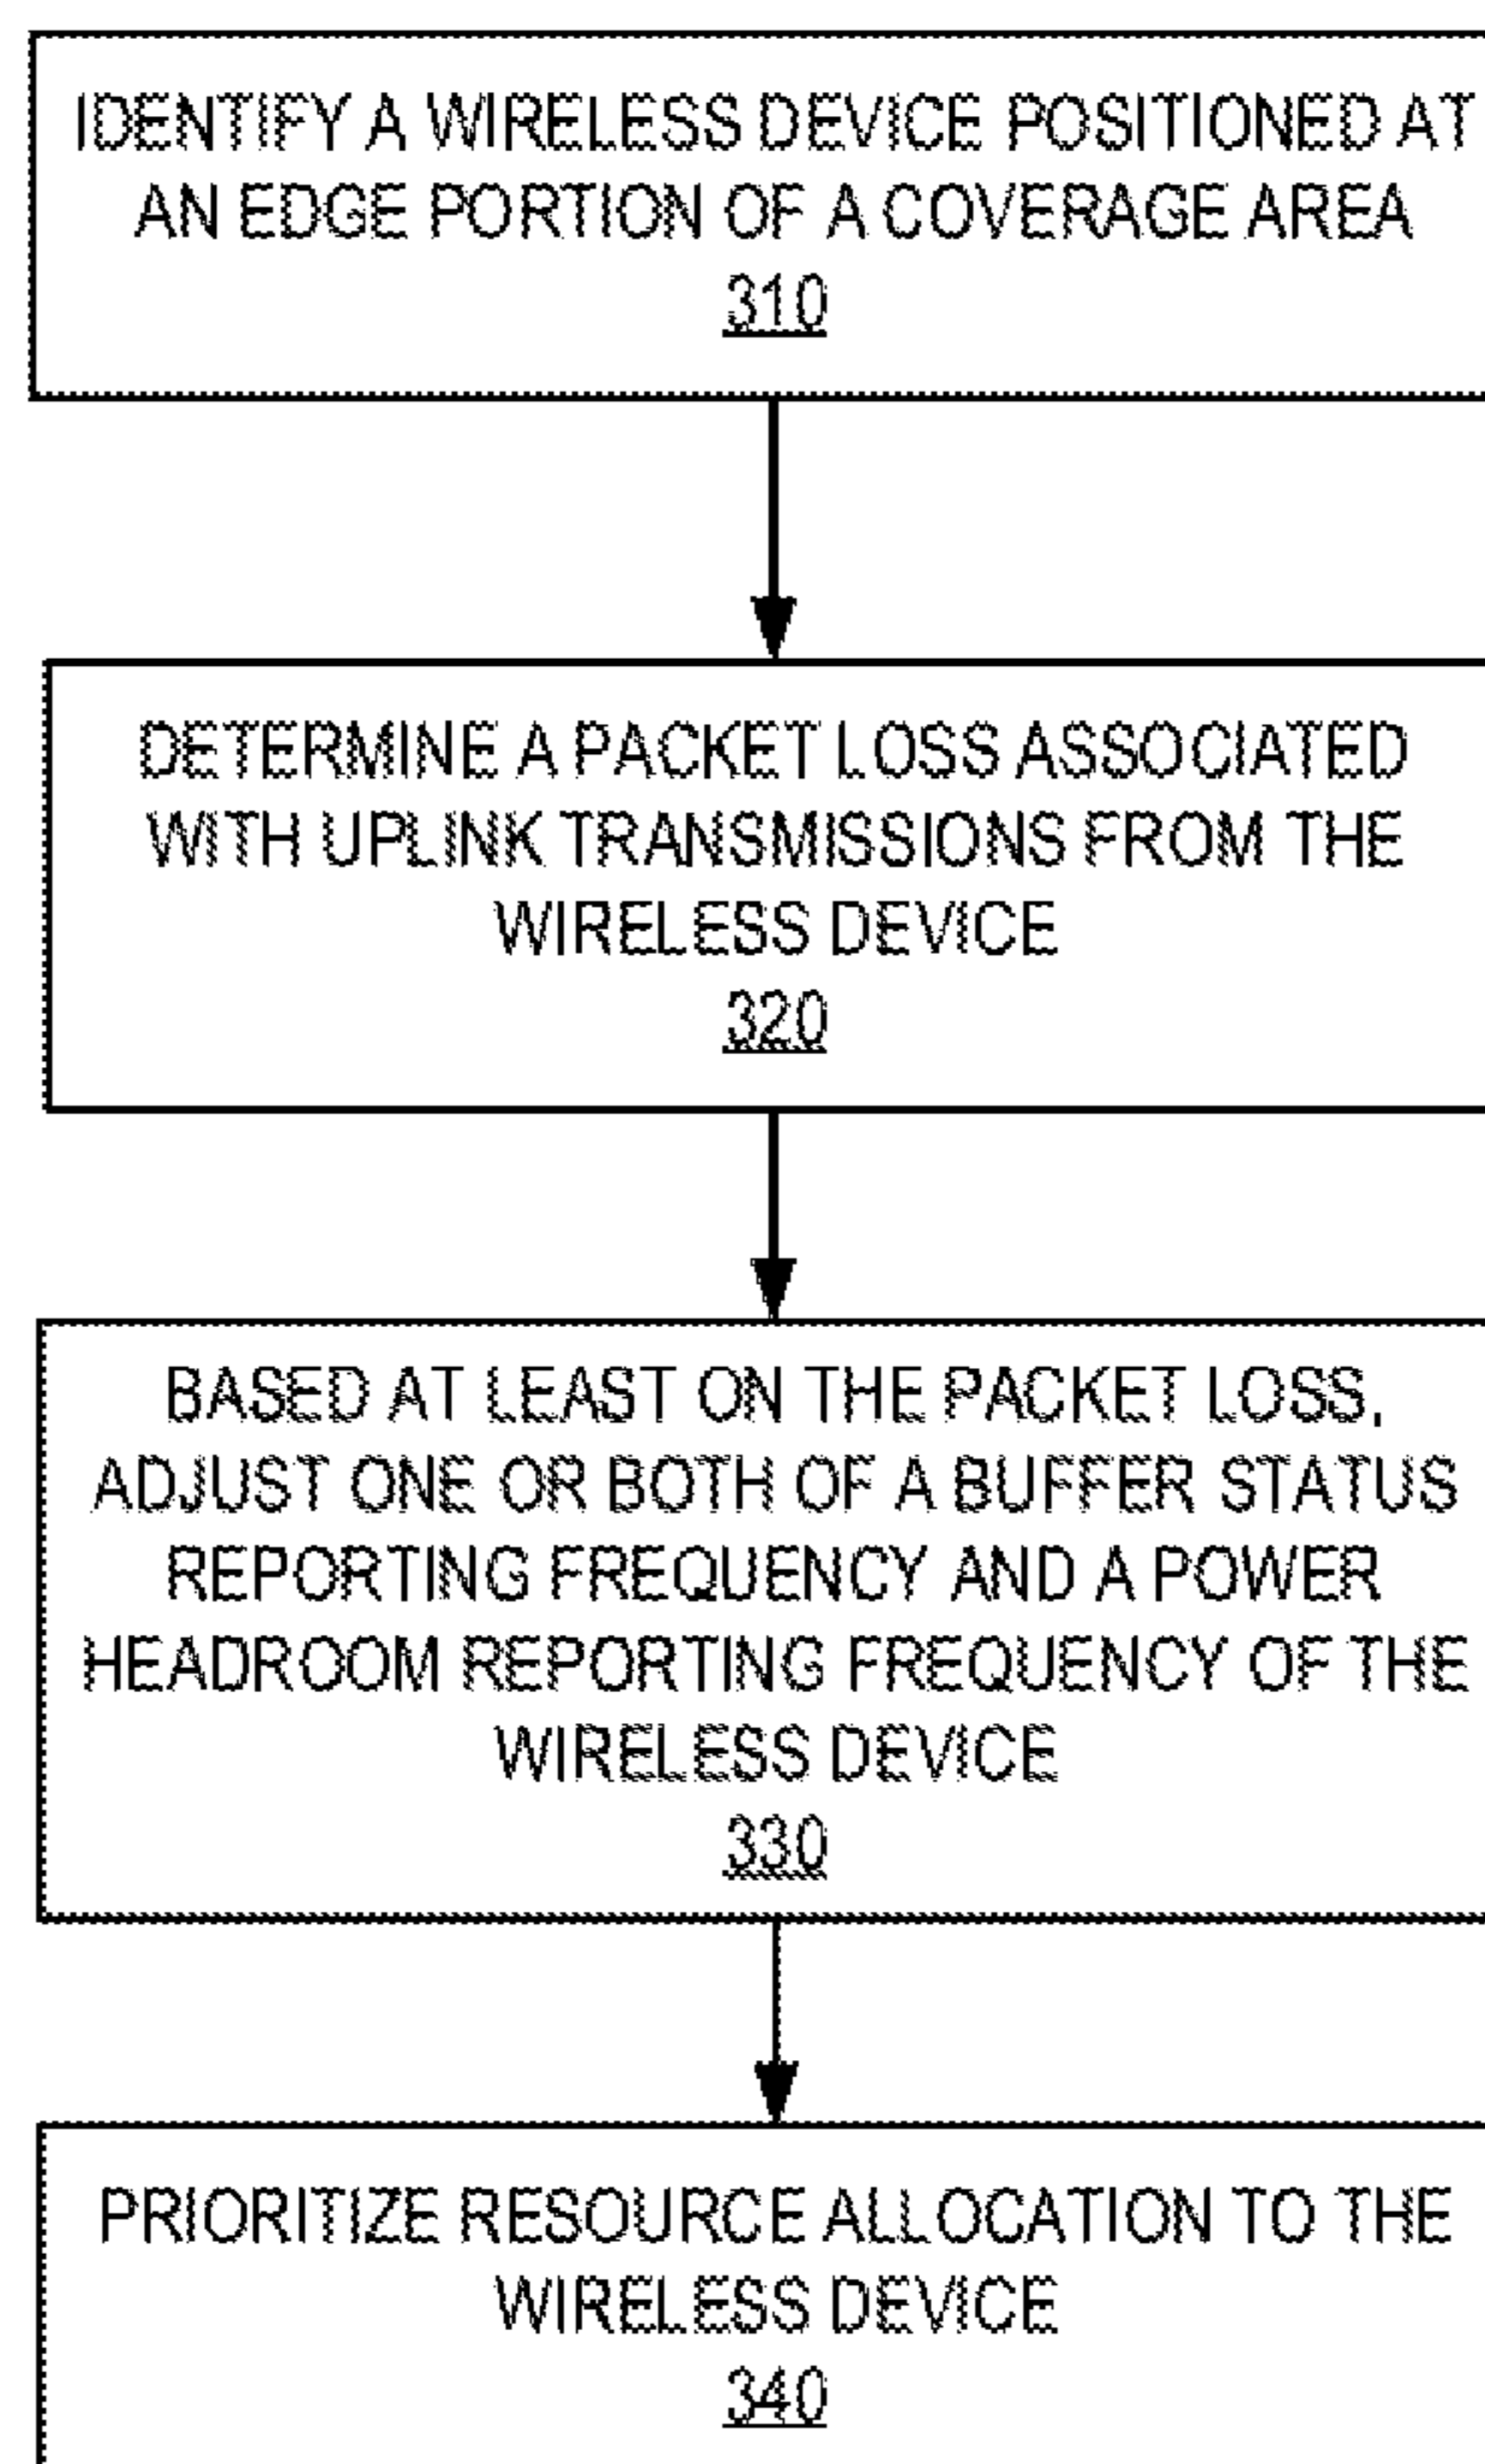 IDENTIFY A WIRELESS DEVICE POSITIONED AT
AN EDGE PORTION OF A COVERAGE AREA
310
DETERMINE A PACKET LOSS ASSOCIATED
WITH UPLINK TRANSMISSIONS FROM THE
WIRELESS DEVICE
320
BASED AT LEAST ON THE PACKET LOSS,
ADJUST ONE OR BOTH OF A BUFFER STATUS
REPORTING FREQUENCY AND A POWER
HEADROOM REPORTING FREQUENCY OF THE
WIRELESS DEVICE
330
PRIORITIZE RESOURCE ALLOCATION TO THE
WIRELESS DEVICE
340